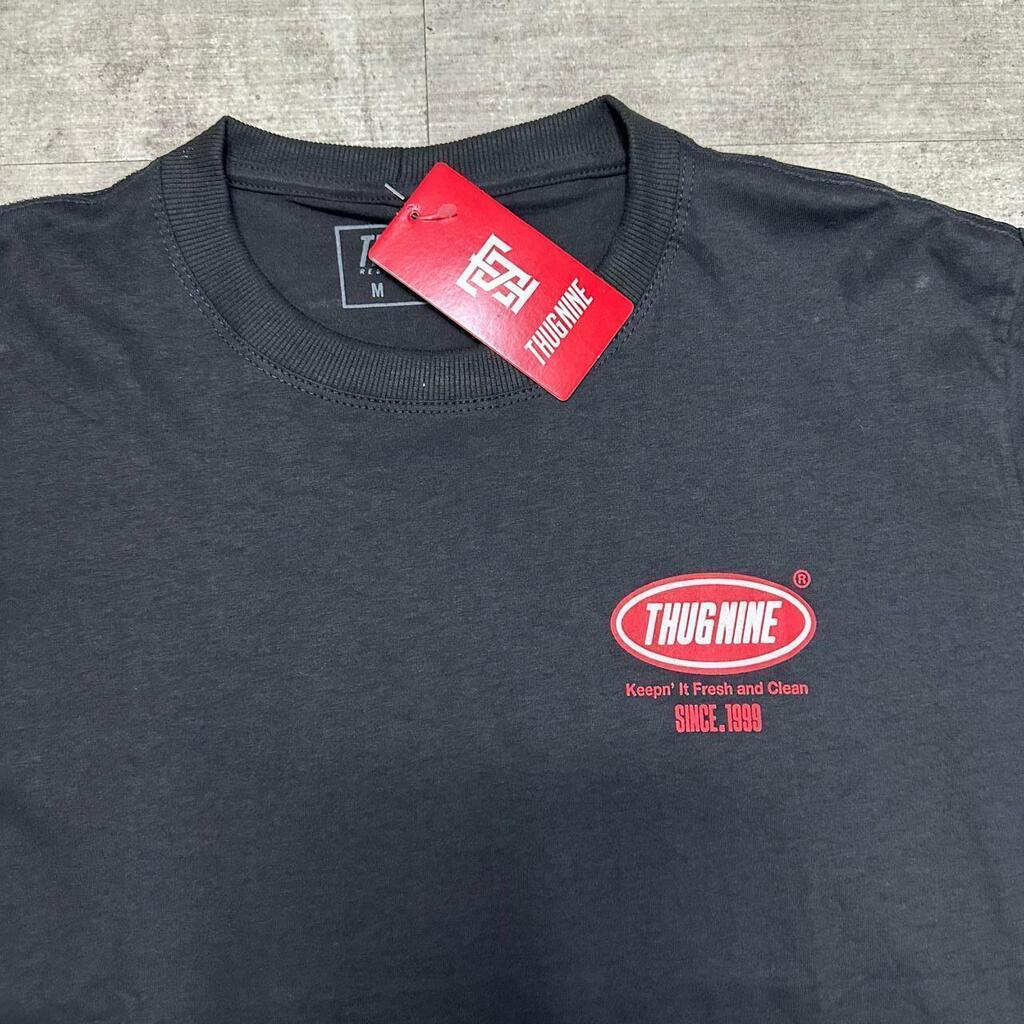 M
THUGNINE
THUGNINE
®
Keepn' It Fresh and Clean
SINCE.1999